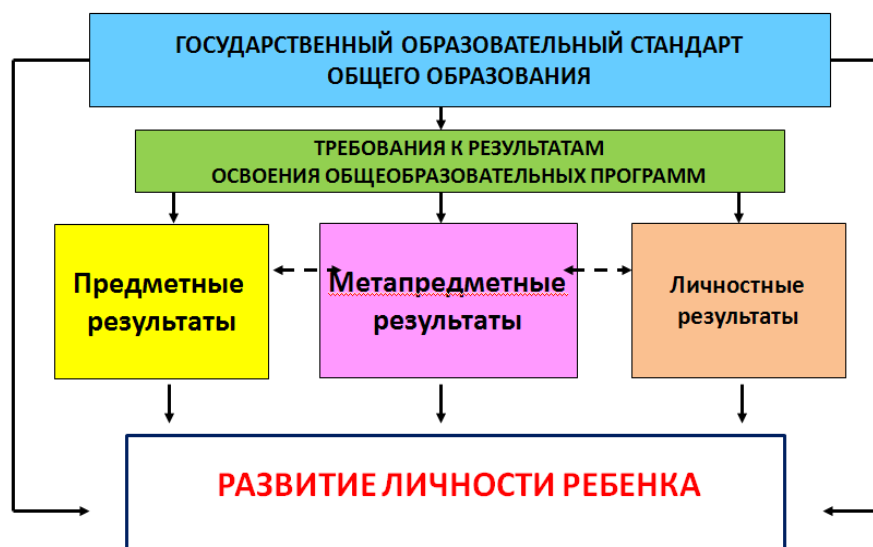 ГОСУДАРСТВЕННЫЙ ОБРАЗОВАТЕЛЬНЫЙ СТАНДАРТ
ОБЩЕГО ОБРАЗОВАНИЯ
ТРЕБОВАНИЯ К РЕЗУЛЬТАТАМ
ОСВОЕНИЯ ОБЩЕОБРАЗОВАТЕЛЬНЫХ ПРОГРАММ
Предметные
результаты
Метапредметные
результаты
Личностные
результаты
РАЗВИТИЕ ЛИЧНОСТИ РЕБЕНКА